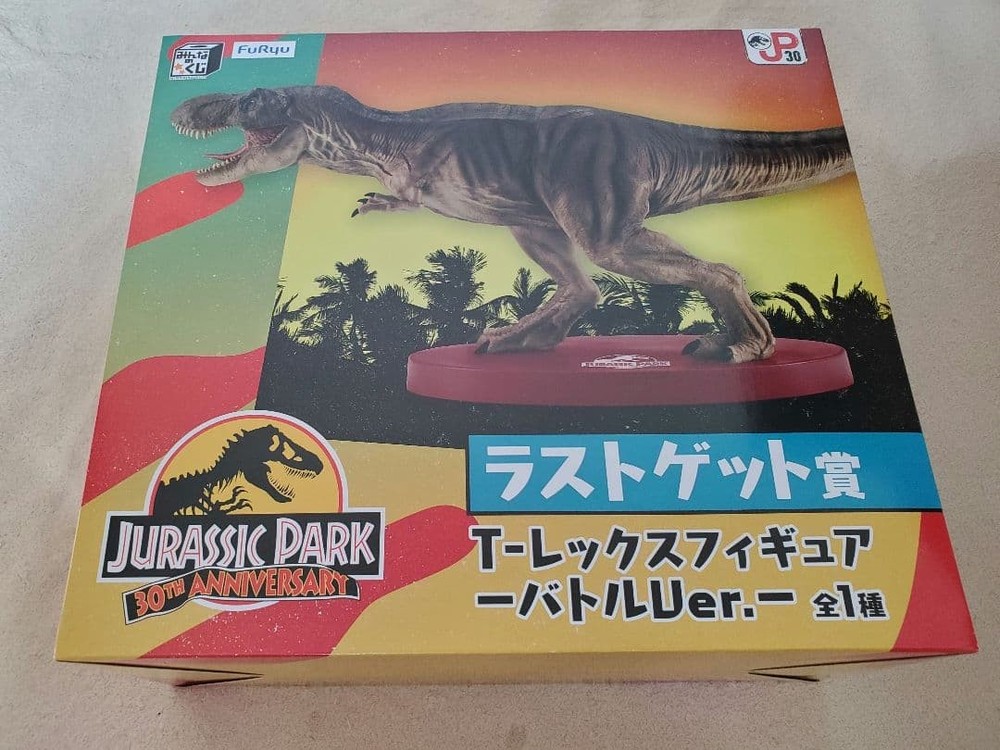 みんな
の
くじ
FuRyu
JP
30
JURASSIC PARK
ラストゲット賞
JURASSIC PARK
30TH ANNIVERSARY
T-レックスフィギュア
ーバトルVer.ー 全1種